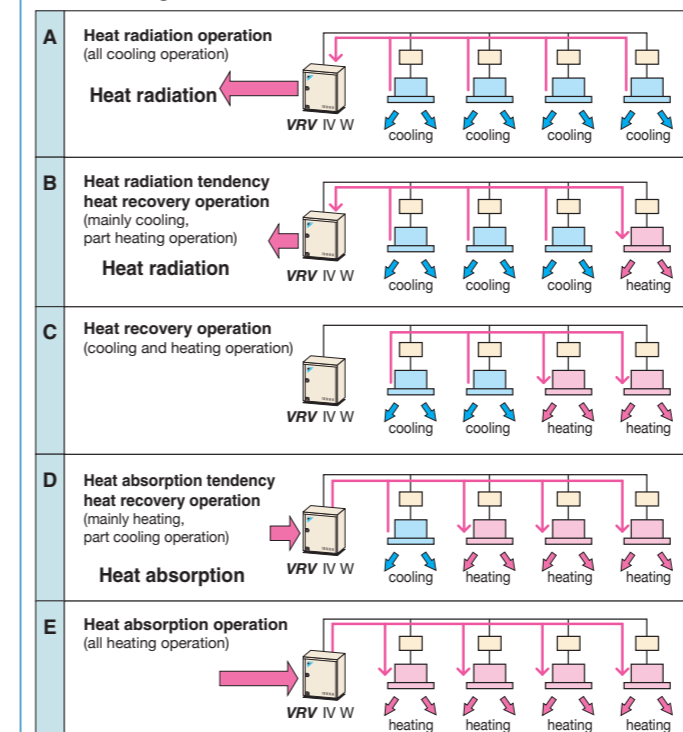 A
Heat radiation operation
(all cooling operation)
Heat radiation
VRV IV W
cooling cooling cooling cooling
B
Heat radiation tendency
heat recovery operation
(mainly cooling,
part heating operation)
Heat radiation
VRV IV W
cooling cooling cooling heating
C
Heat recovery operation
(cooling and heating operation)
VRV IV W
cooling cooling heating heating
D
Heat absorption tendency
heat recovery operation
(mainly heating,
part cooling operation)
Heat absorption
VRV IV W
cooling heating heating heating
E
Heat absorption operation
(all heating operation)
VRV IV W
heating heating heating heating